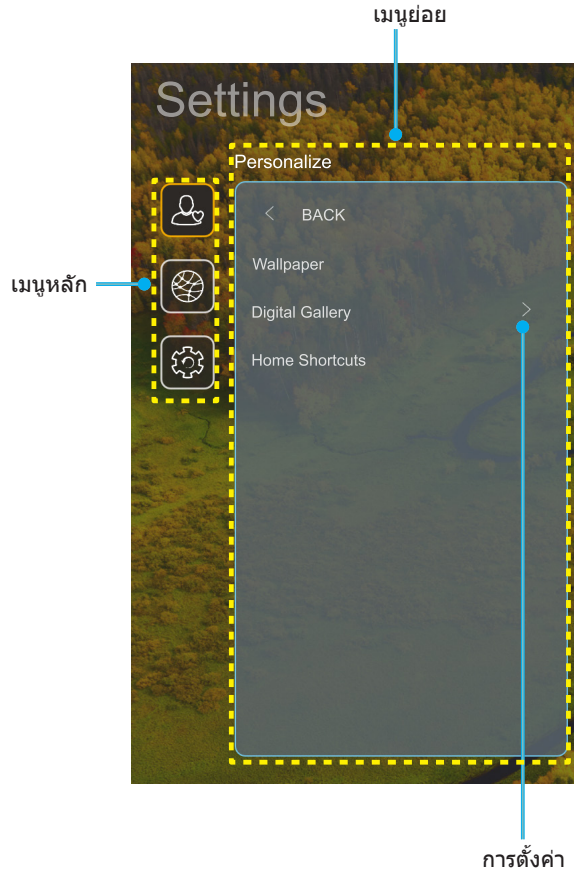 เมนูย่อย
Settings
Personalize
BACK
Wallpaper
เมนูหลัก
Digital Gallery
Home Shortcuts
การตั้งค่า